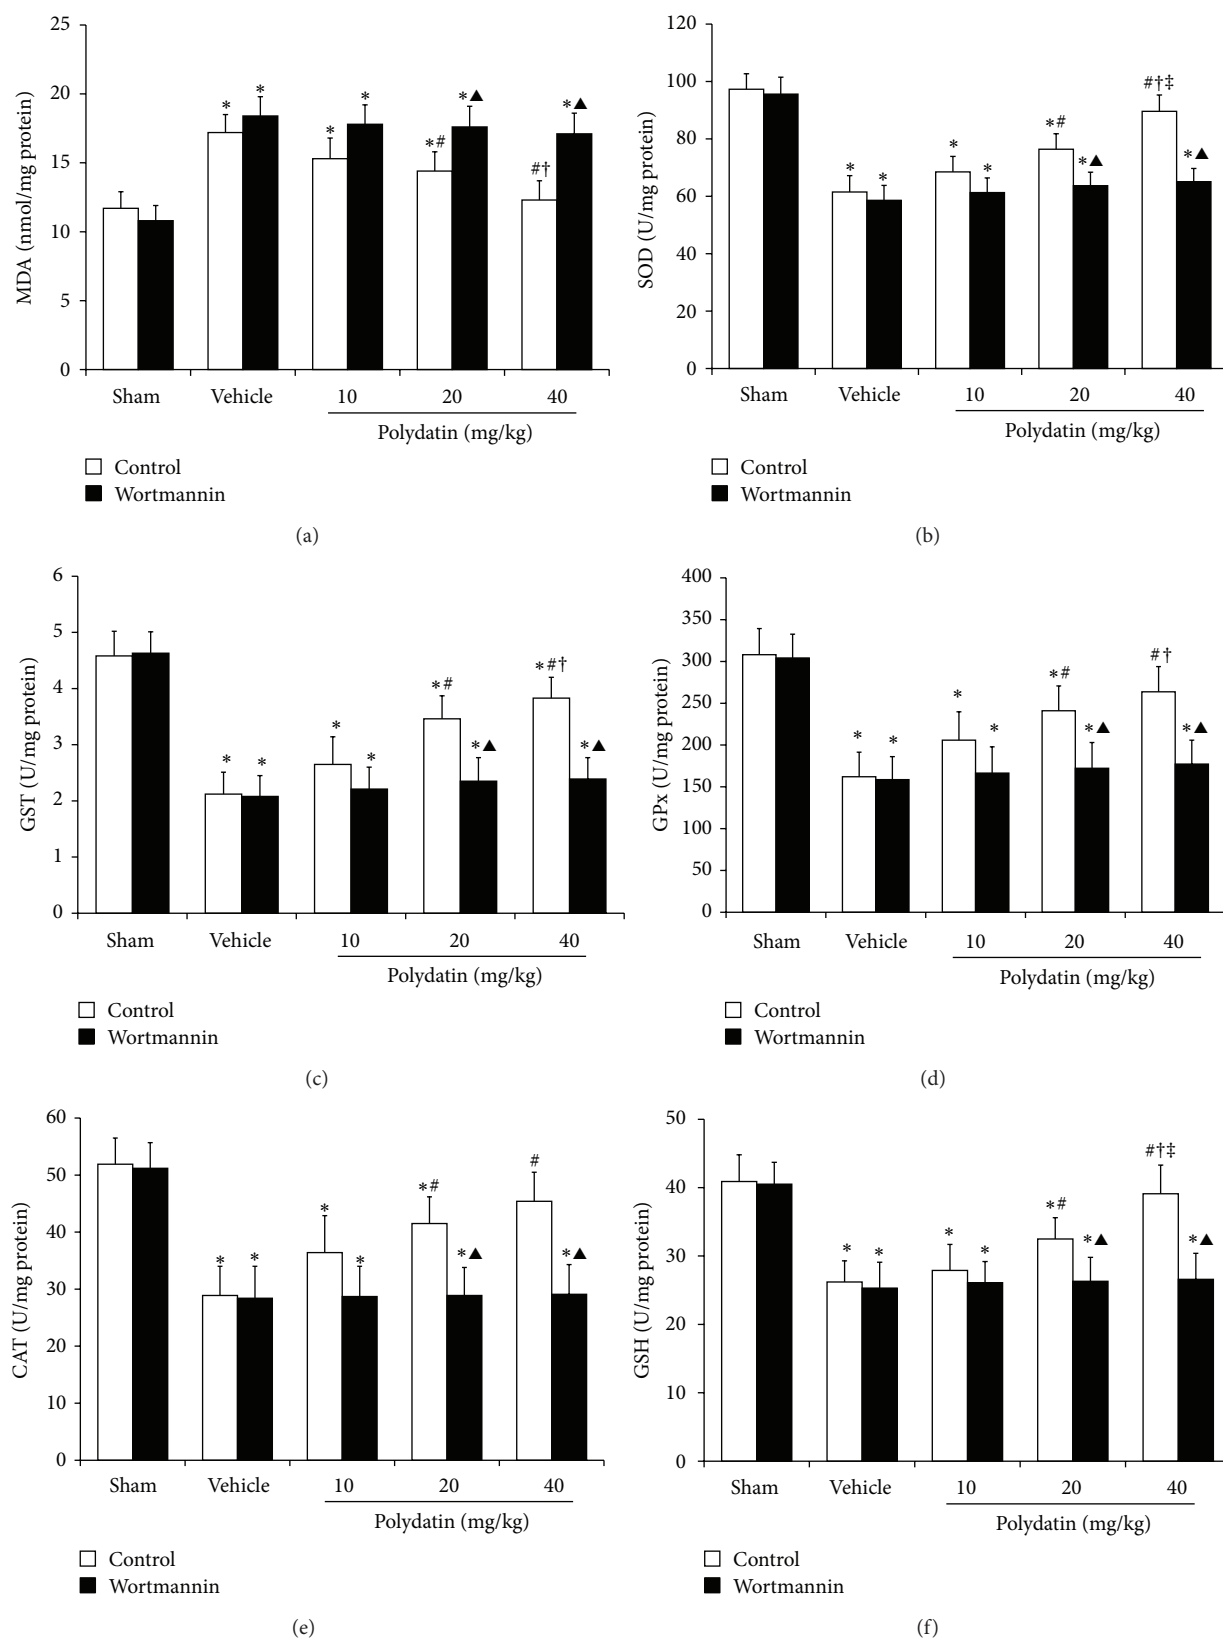 25
20
15
10
5
0
MDA (nmol/mg protein)
* * * * *# *▲ #† *▲
Sham Vehicle 10 20 40
Polydatin (mg/kg)
Control
Wortmannin
(a)
120
100
80
60
40
20
0
SOD (U/mg protein)
* * * * *# *▲ #†‡ *▲
Sham Vehicle 10 20 40
Polydatin (mg/kg)
Control
Wortmannin
(b)
6
5
4
3
2
1
0
GST (U/mg protein)
* * * * *# *▲ *#† *▲
Sham Vehicle 10 20 40
Polydatin (mg/kg)
Control
Wortmannin
(c)
400
350
300
250
200
150
100
50
0
GPx (U/mg protein)
* * * * *# *▲ #† *▲
Sham Vehicle 10 20 40
Polydatin (mg/kg)
Control
Wortmannin
(d)
60
50
40
30
20
10
0
CAT (U/mg protein)
* * * * *# *▲ # *▲
Sham Vehicle 10 20 40
Polydatin (mg/kg)
Control
Wortmannin
(e)
50
40
30
20
10
0
GSH (U/mg protein)
* * * * *# *▲ #†‡ *▲
Sham Vehicle 10 20 40
Polydatin (mg/kg)
Control
Wortmannin
(f)